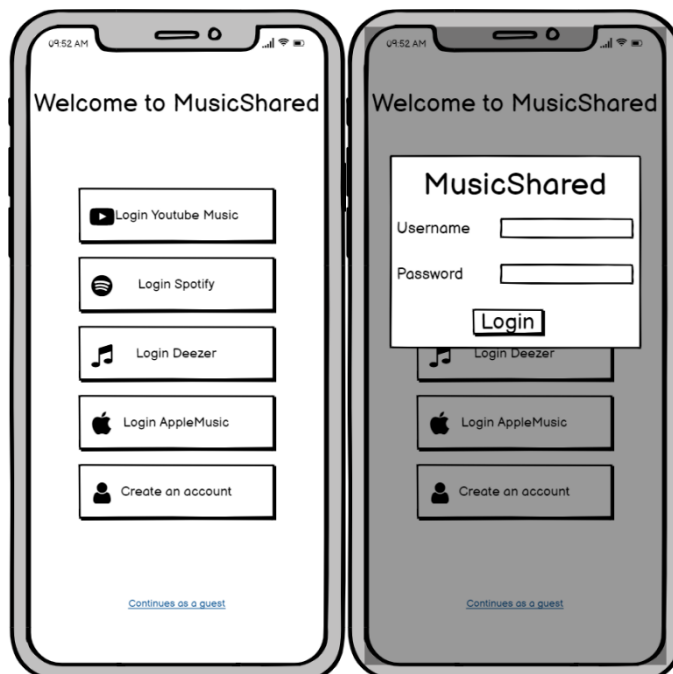 09:52 AM
Welcome to MusicShared
Login Youtube Music
Login Spotify
Login Deezer
Login AppleMusic
Create an account
Continues as a guest
09:52 AM
Welcome to MusicShared
MusicShared
Username
Password
Login
Login Deezer
Login AppleMusic
Create an account
Continues as a guest